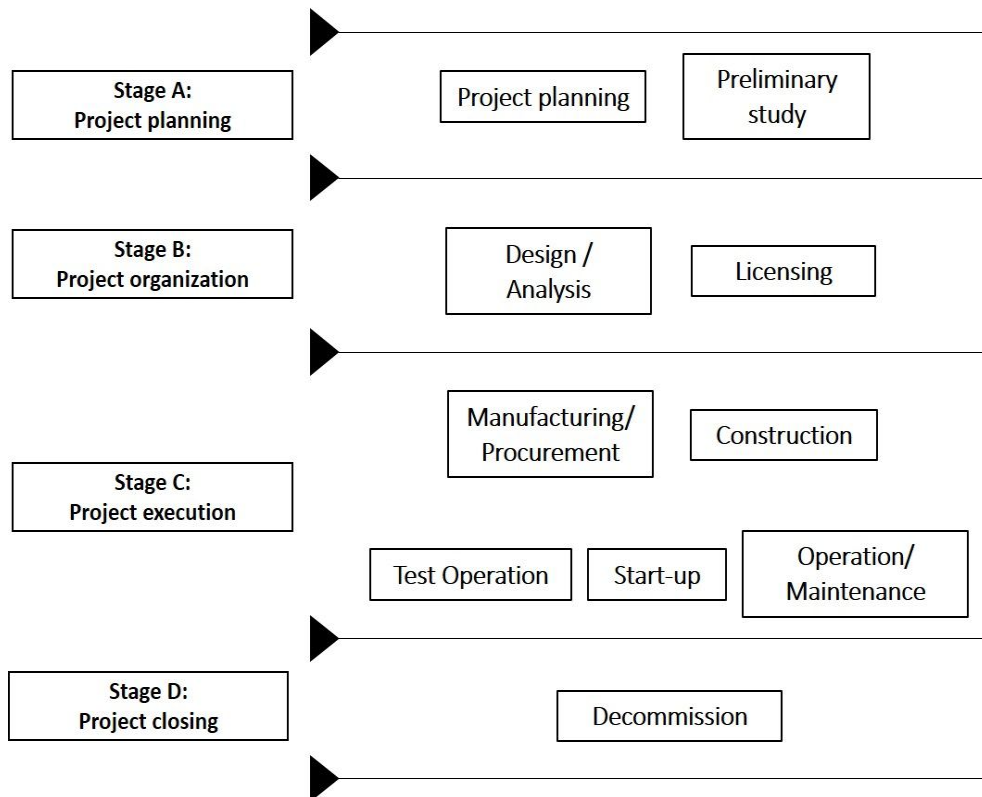 Stage A:
Project planning
Project planning
Preliminary
study
Stage B:
Project organization
Design /
Analysis
Licensing
Stage C:
Project execution
Manufacturing/
Procurement
Construction
Test Operation
Start-up
Operation/
Maintenance
Stage D:
Project closing
Decommission